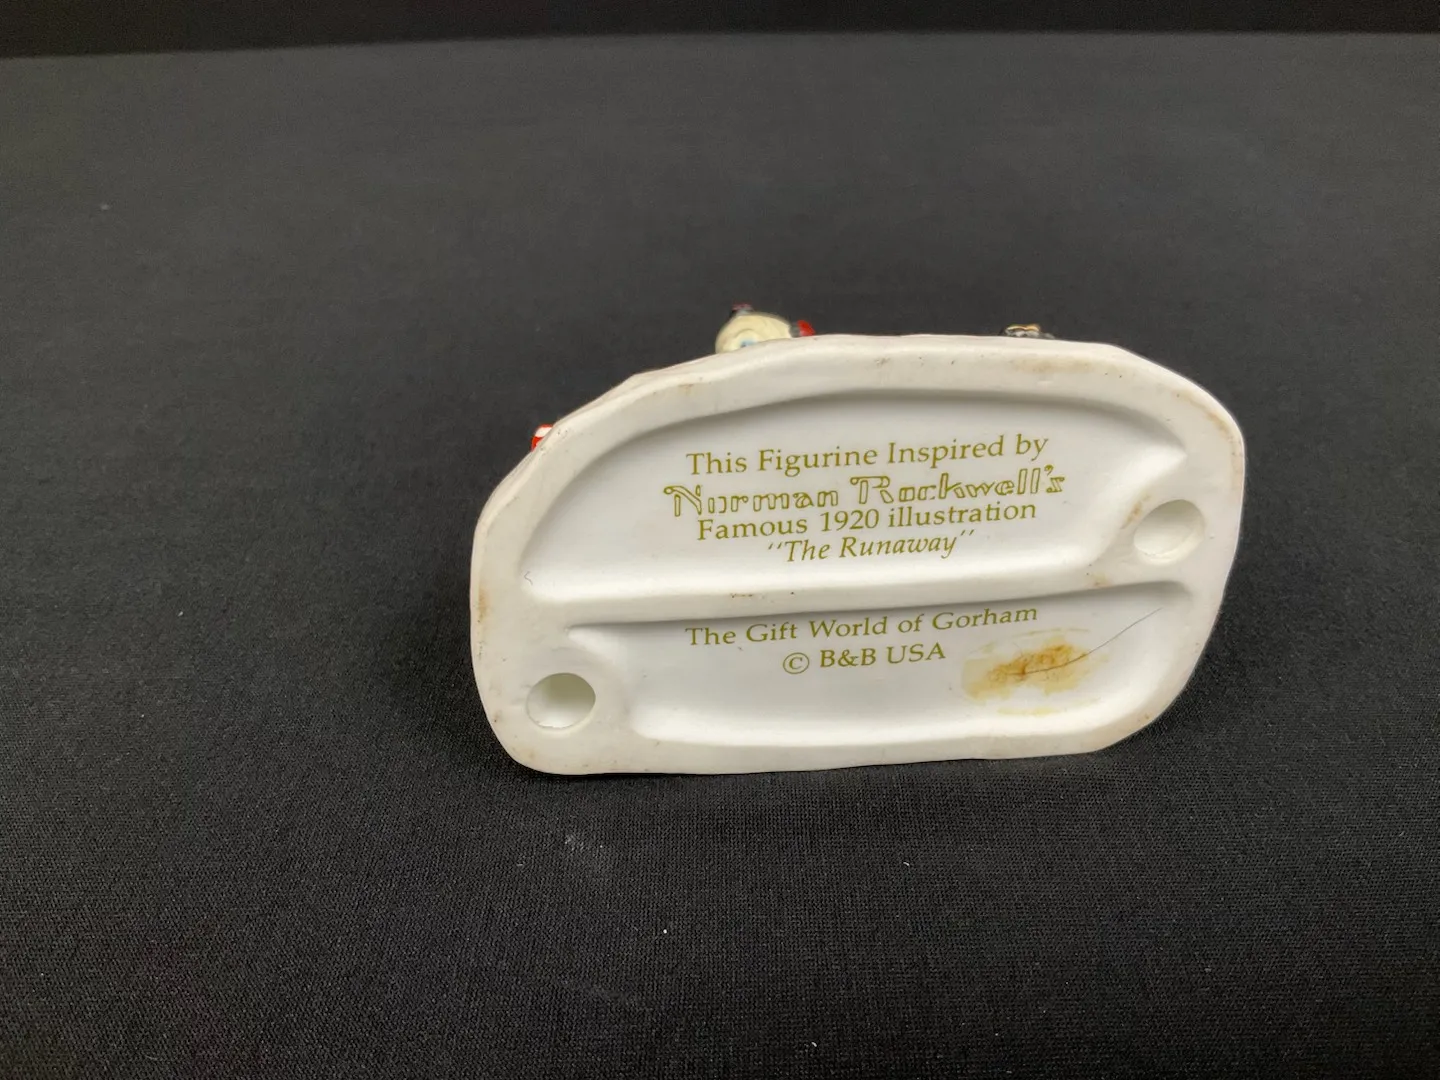 This Figurine Inspired by
Norman Rockwell's
Famous 1920 illustration
"The Runaway"
The Gift World of Gorham
© B&B USA